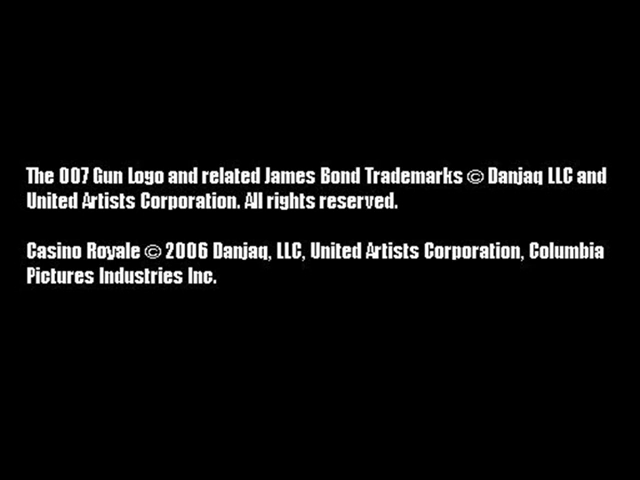 The 007 Gun Logo and related James Bond Trademarks © Danjaq LLC and
United Artists Corporation. All rights reserved.
Casino Royale © 2006 Danjaq, LLC, United Artists Corporation, Columbia
Pictures Industries Inc.